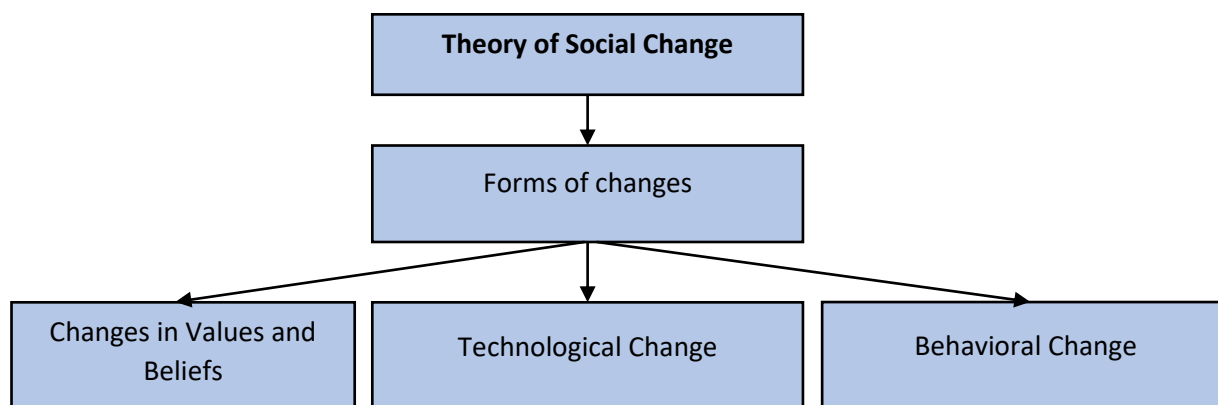 Theory of Social Change
Forms of changes
Changes in Values and
Beliefs
Technological Change
Behavioral Change